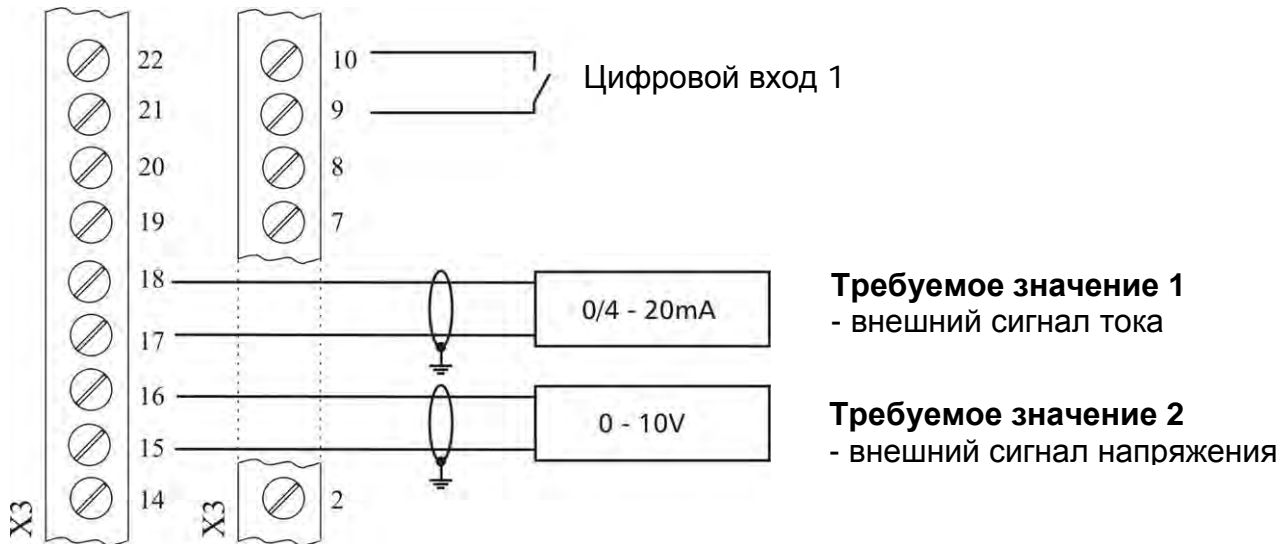 22
21
20
19
18
17
16
15
14
X3
10
9
8
7
2
X3
Цифровой вход 1
0/4 - 20mA
Требуемое значение 1
- внешний сигнал тока
0 - 10V
Требуемое значение 2
- внешний сигнал напряжения